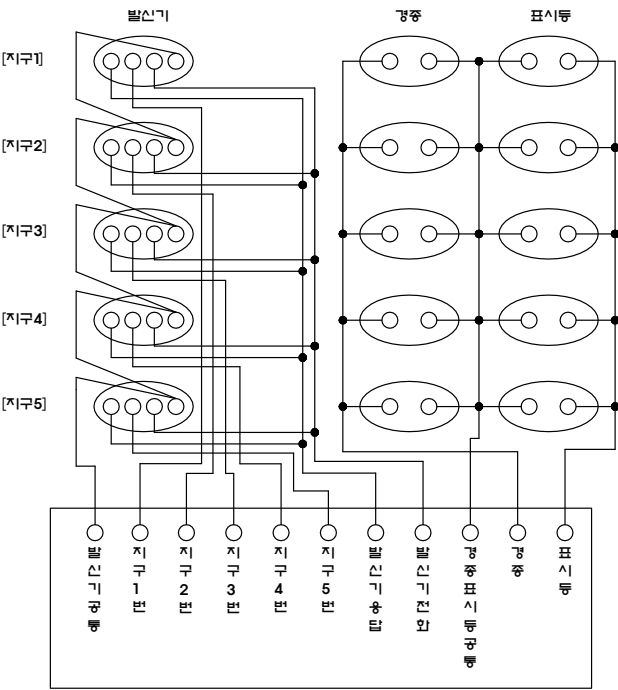 발신기 경종 표시등
[지구1]
[지구2]
[지구3]
[지구4]
[지구5]
발신기공통
지구1번
지구2번
지구3번
지구4번
지구5번
발신기응답
발신기전화
경종표시등공통
경종
표시등